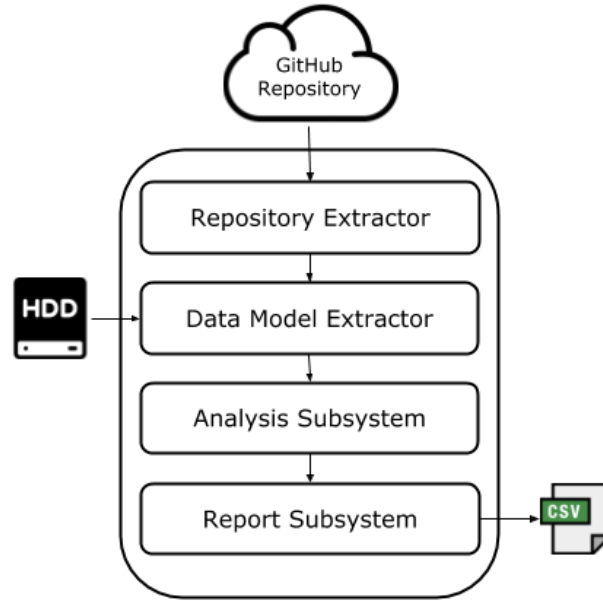 GitHub
Repository
Repository Extractor
HDD
Data Model Extractor
Analysis Subsystem
Report Subsystem
CSV